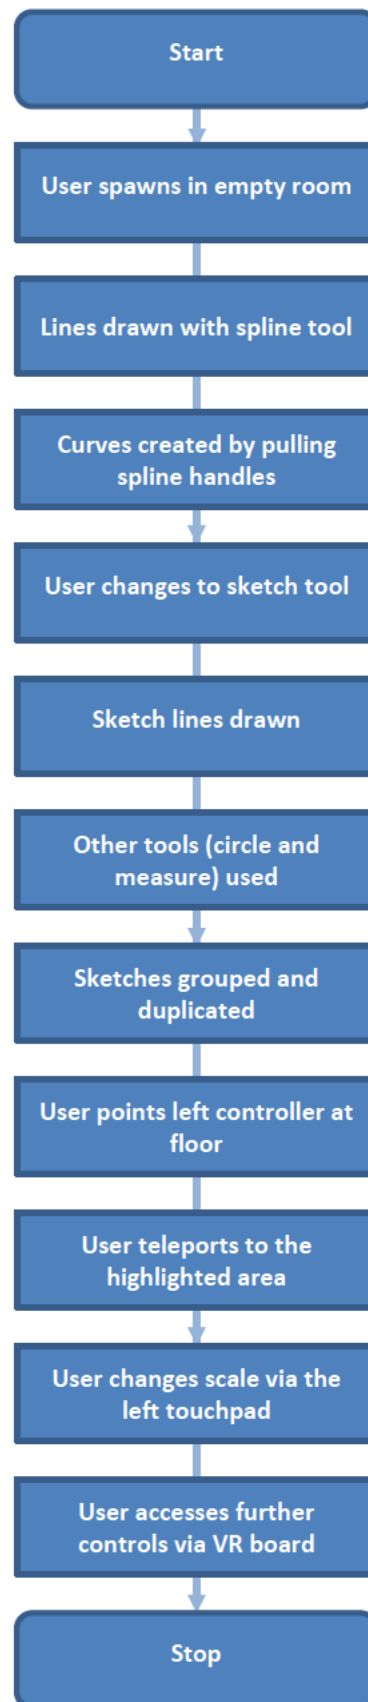 Start
User spawns in empty room
Lines drawn with spline tool
Curves created by pulling
spline handles
User changes to sketch tool
Sketch lines drawn
Other tools (circle and
measure) used
Sketches grouped and
duplicated
User points left controller at
floor
User teleports to the
highlighted area
User changes scale via the
left touchpad
User accesses further
controls via VR board
Stop